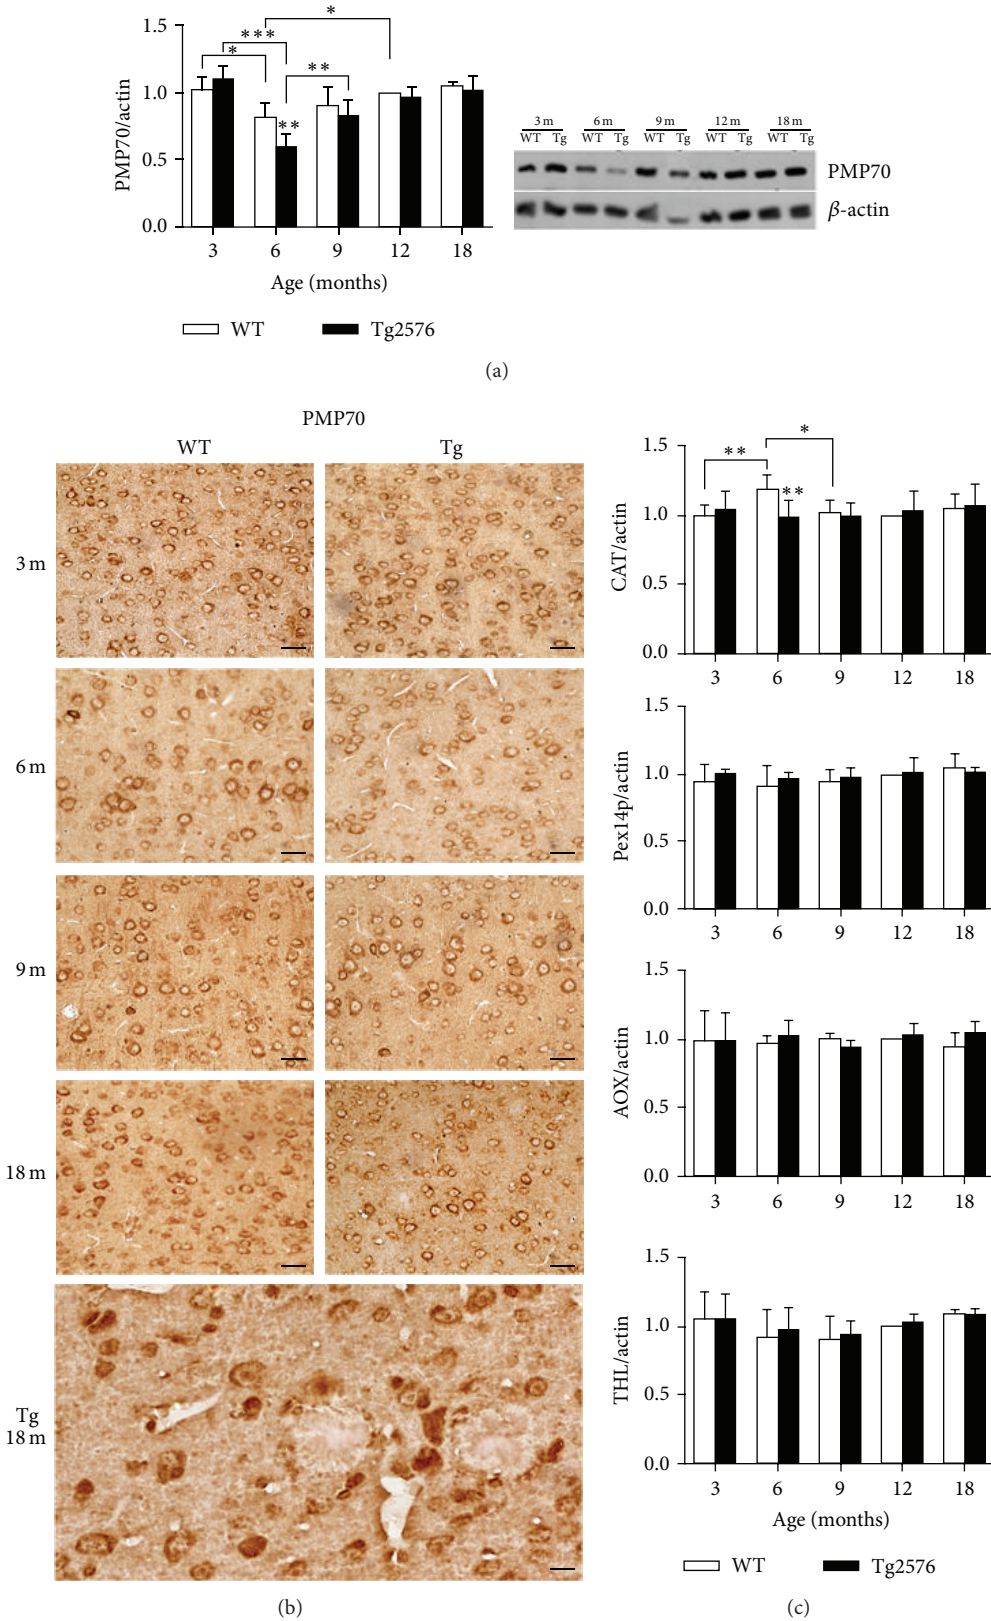 1.5
1.0
0.5
0.0
PMP70/actin
*
***
*
**
**
3 6 9 12 18
Age (months)
WT Tg2576
3 m 6 m 9 m 12 m 18 m
WT Tg WT Tg WT Tg WT Tg WT Tg
PMP70
β-actin
(a)
PMP70
WT Tg
3 m
6 m
9 m
18 m
Tg
18 m
(b)
1.5
1.0
0.5
0.0
CAT/actin
**
*
**
3 6 9 12 18
1.5
1.0
0.5
0.0
Pex14p/actin
3 6 9 12 18
1.5
1.0
0.5
0.0
AOX/actin
3 6 9 12 18
1.5
1.0
0.5
0.0
THL/actin
3 6 9 12 18
Age (months)
WT Tg2576
(c)